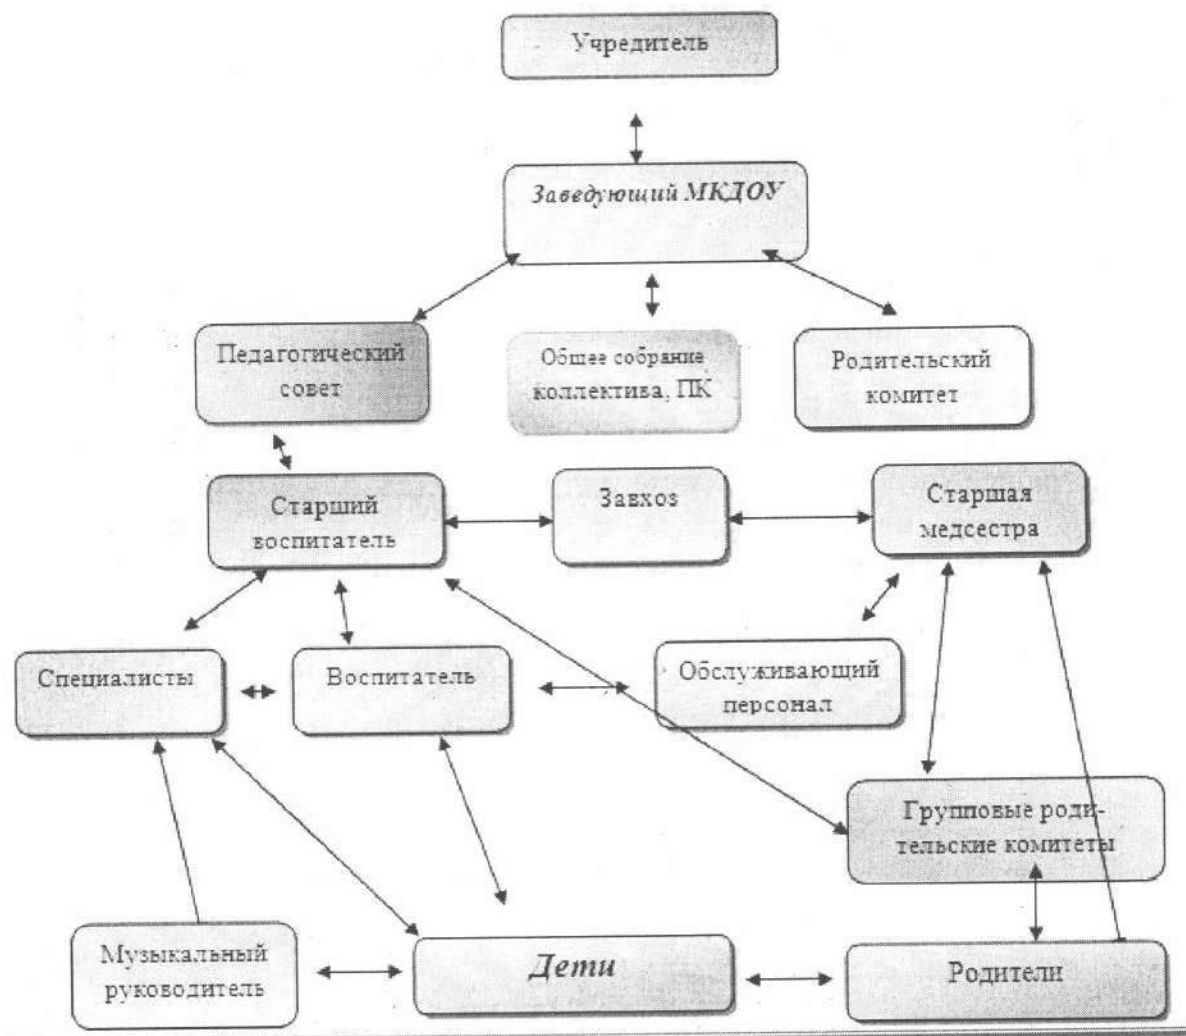 Учредитель
Заведующий МКДОУ
Педагогический
совет
Общее собрание
коллектива, ПК
Родительский
комитет
Старший
воспитатель
Завхоз
Старшая
медсестра
Специалисты
Воспитатель
Обслуживающий
персонал
Групповые роди-
тельские комитеты
Музыкальный
руководитель
Дети
Родители